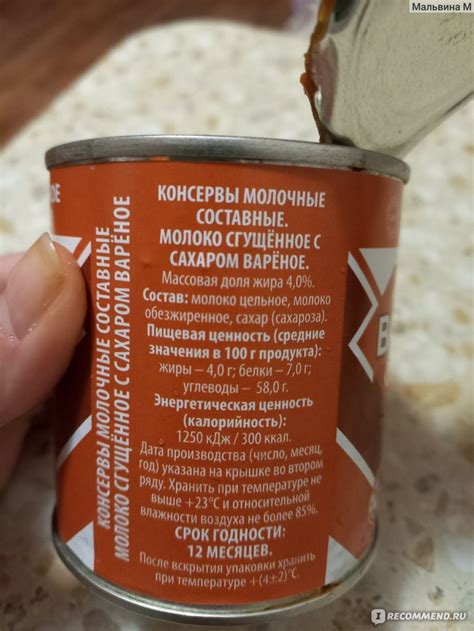 Мальвина М
КОНСЕРВЫ МОЛОЧНЫЕ
СОСТАВНЫЕ.
МОЛОКО СГУЩЁННОЕ С
САХАРОМ ВАРЁНОЕ.
Массовая доля жира 4,0%.
Состав: молоко цельное, молоко
обезжиренное, сахар (сахароза).
Пищевая ценность (средние
значения в 100 г продукта):
жиры – 4,0 г; белки – 7,0 г;
углеводы – 58,0 г.
Энергетическая ценность
(калорийность):
1250 кДж / 300 ккал.
Дата производства (число, месяц,
год) указана на крышке во втором
ряду. Хранить при температуре не
выше +23°С и относительной
влажности воздуха не более 85%.
СРОК ГОДНОСТИ:
12 МЕСЯЦЕВ.
После вскрытия упаковки хранить
при температуре +(4±2)°С.
КОНСЕРВЫ МОЛОЧНЫЕ СОСТАВНЫЕ
МОЛОКО СГУЩЁННОЕ С САХАРОМ ВАРЁНОЕ
I RECOMMEND.RU